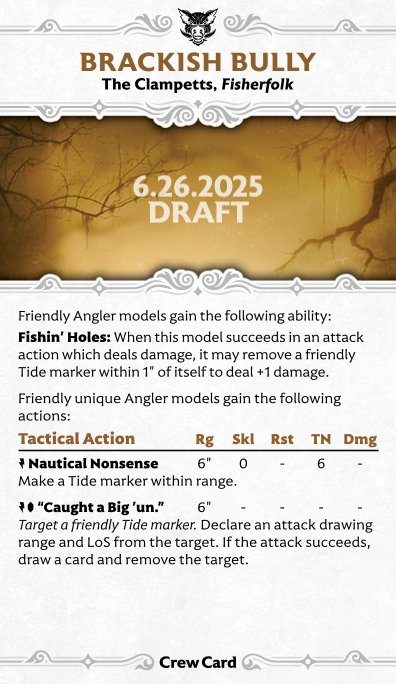 BRACKISH BULLY
The Clampetts, Fisherfolk
6.26.2025
DRAFT
Friendly Angler models gain the following ability:
Fishin' Holes: When this model succeeds in an attack
action which deals damage, it may remove a friendly
Tide marker within 1" of itself to deal +1 damage.
Friendly unique Angler models gain the following
actions:
Tactical Action Rg Skl Rst TN Dmg
Nautical Nonsense 6" 0 - 6 -
Make a Tide marker within range.
“Caught a Big 'un.” 6" - - - -
Target a friendly Tide marker. Declare an attack drawing
range and LoS from the target. If the attack succeeds,
draw a card and remove the target.
Crew Card